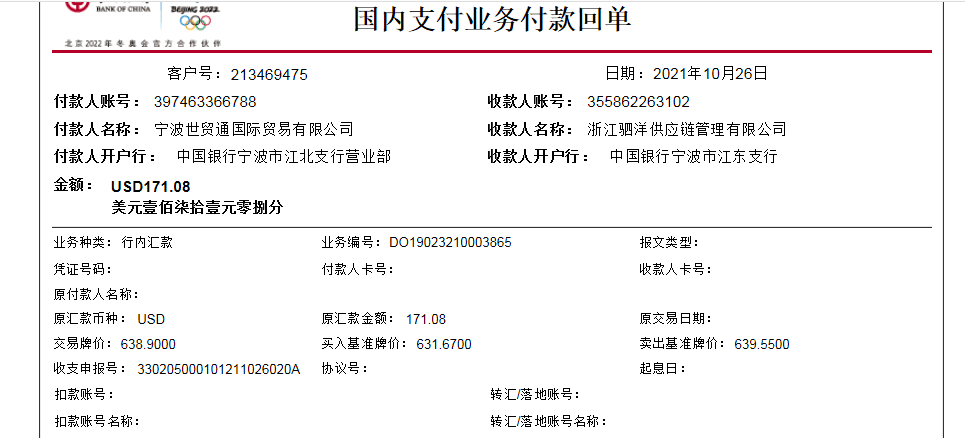 BANK OF CHINA
BEIJING 2022
北京2022年冬奥会官方合作伙伴
国内支付业务付款回单
客户号：213469475 日期：2021年10月26日
付款人账号：397463366788 收款人账号：355862263102
付款人名称：宁波世贸通国际贸易有限公司 收款人名称：浙江驷洋供应链管理有限公司
付款人开户行：中国银行宁波市江北支行营业部 收款人开户行：中国银行宁波市江东支行
金额：USD171.08
美元壹佰柒拾壹元零捌分
业务种类：行内汇款 业务编号：DO19023210003865 报文类型：
凭证号码： 付款人卡号： 收款人卡号：
原付款人名称：
原汇款币种：USD 原汇款金额：171.08 原交易日期：
交易牌价：638.9000 买入基准牌价：631.6700 卖出基准牌价：639.5500
收支申报号：330205000101211026020A 协议号： 起息日：
扣款账号： 转汇/落地账号：
扣款账号名称： 转汇/落地账号名称：